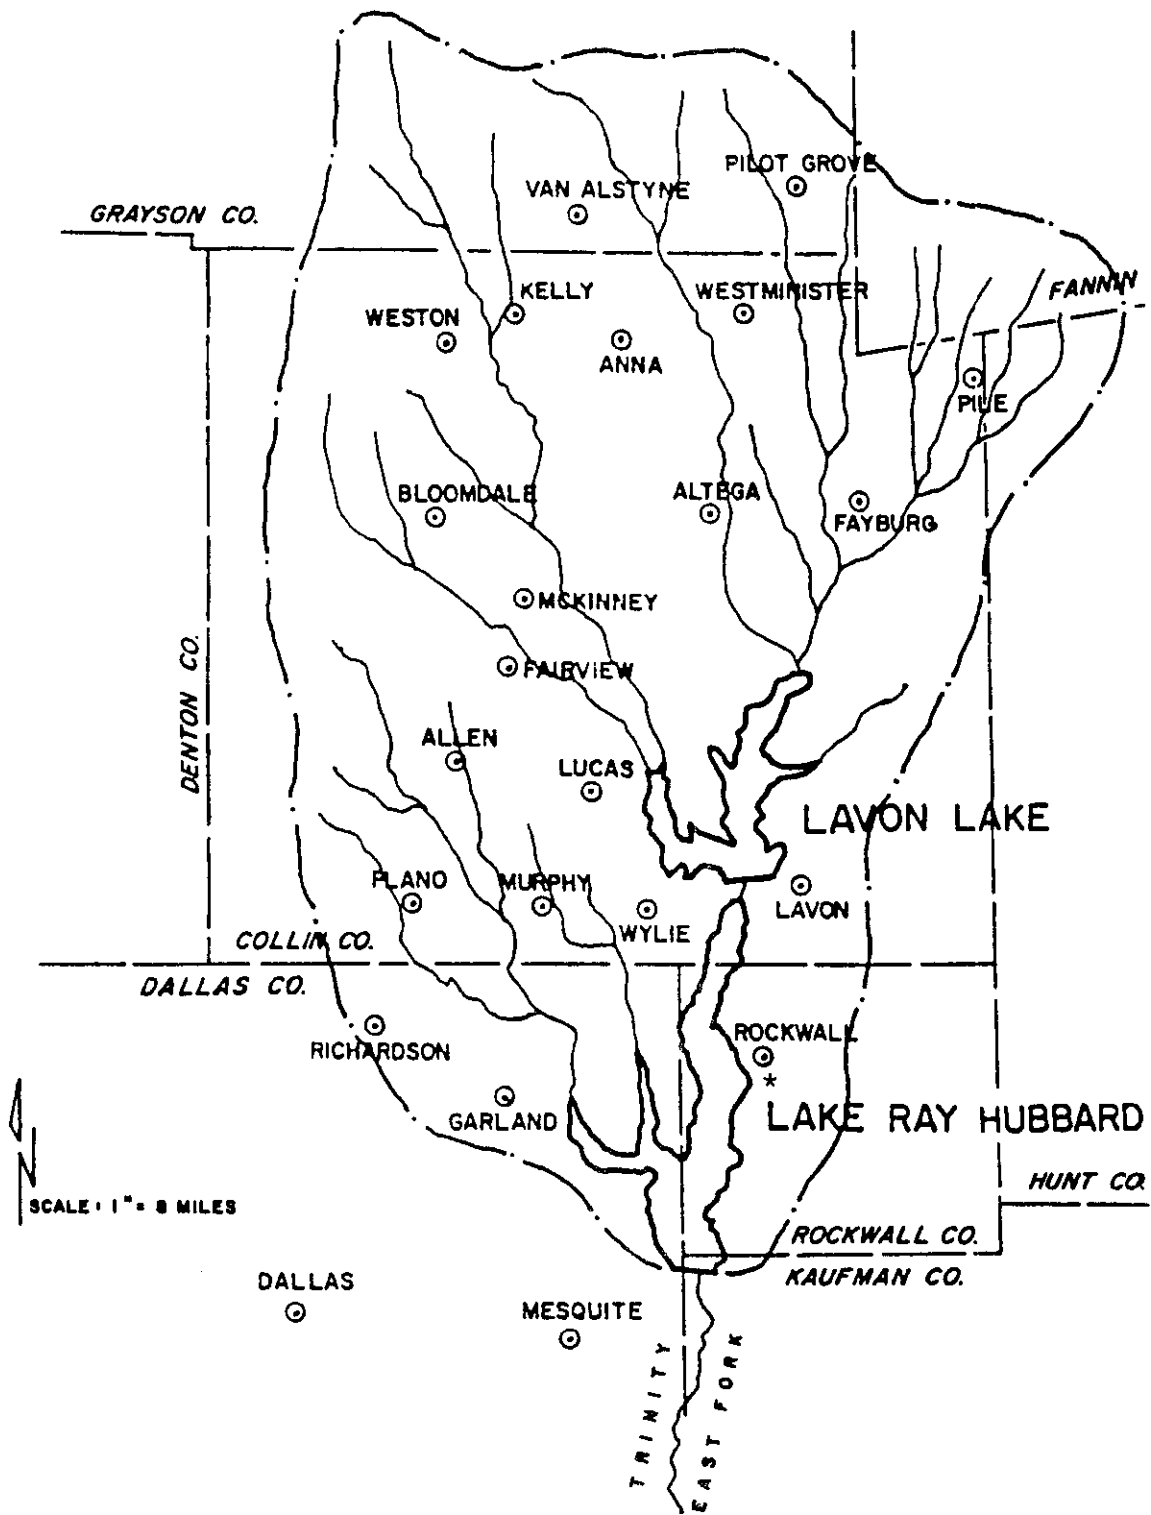 PILOT GROVE
VAN ALSTYNE
GRAYSON CO.
KELLY
WESTMINISTER
FANNIN
WESTON
ANNA
PILE
BLOOMDALE
ALTEGA
FAYBURG
MCKINNEY
FAIRVIEW
DENTON CO.
ALLEN
LUCAS
LAVON LAKE
PLANO
MURPHY
LAVON
WYLIE
COLLIN CO.
DALLAS CO.
ROCKWALL
RICHARDSON
*
LAKE RAY HUBBARD
GARLAND
N
HUNT CO.
SCALE: 1" = 8 MILES
ROCKWALL CO.
KAUFMAN CO.
DALLAS
MESQUITE
TRINITY
EAST FORK